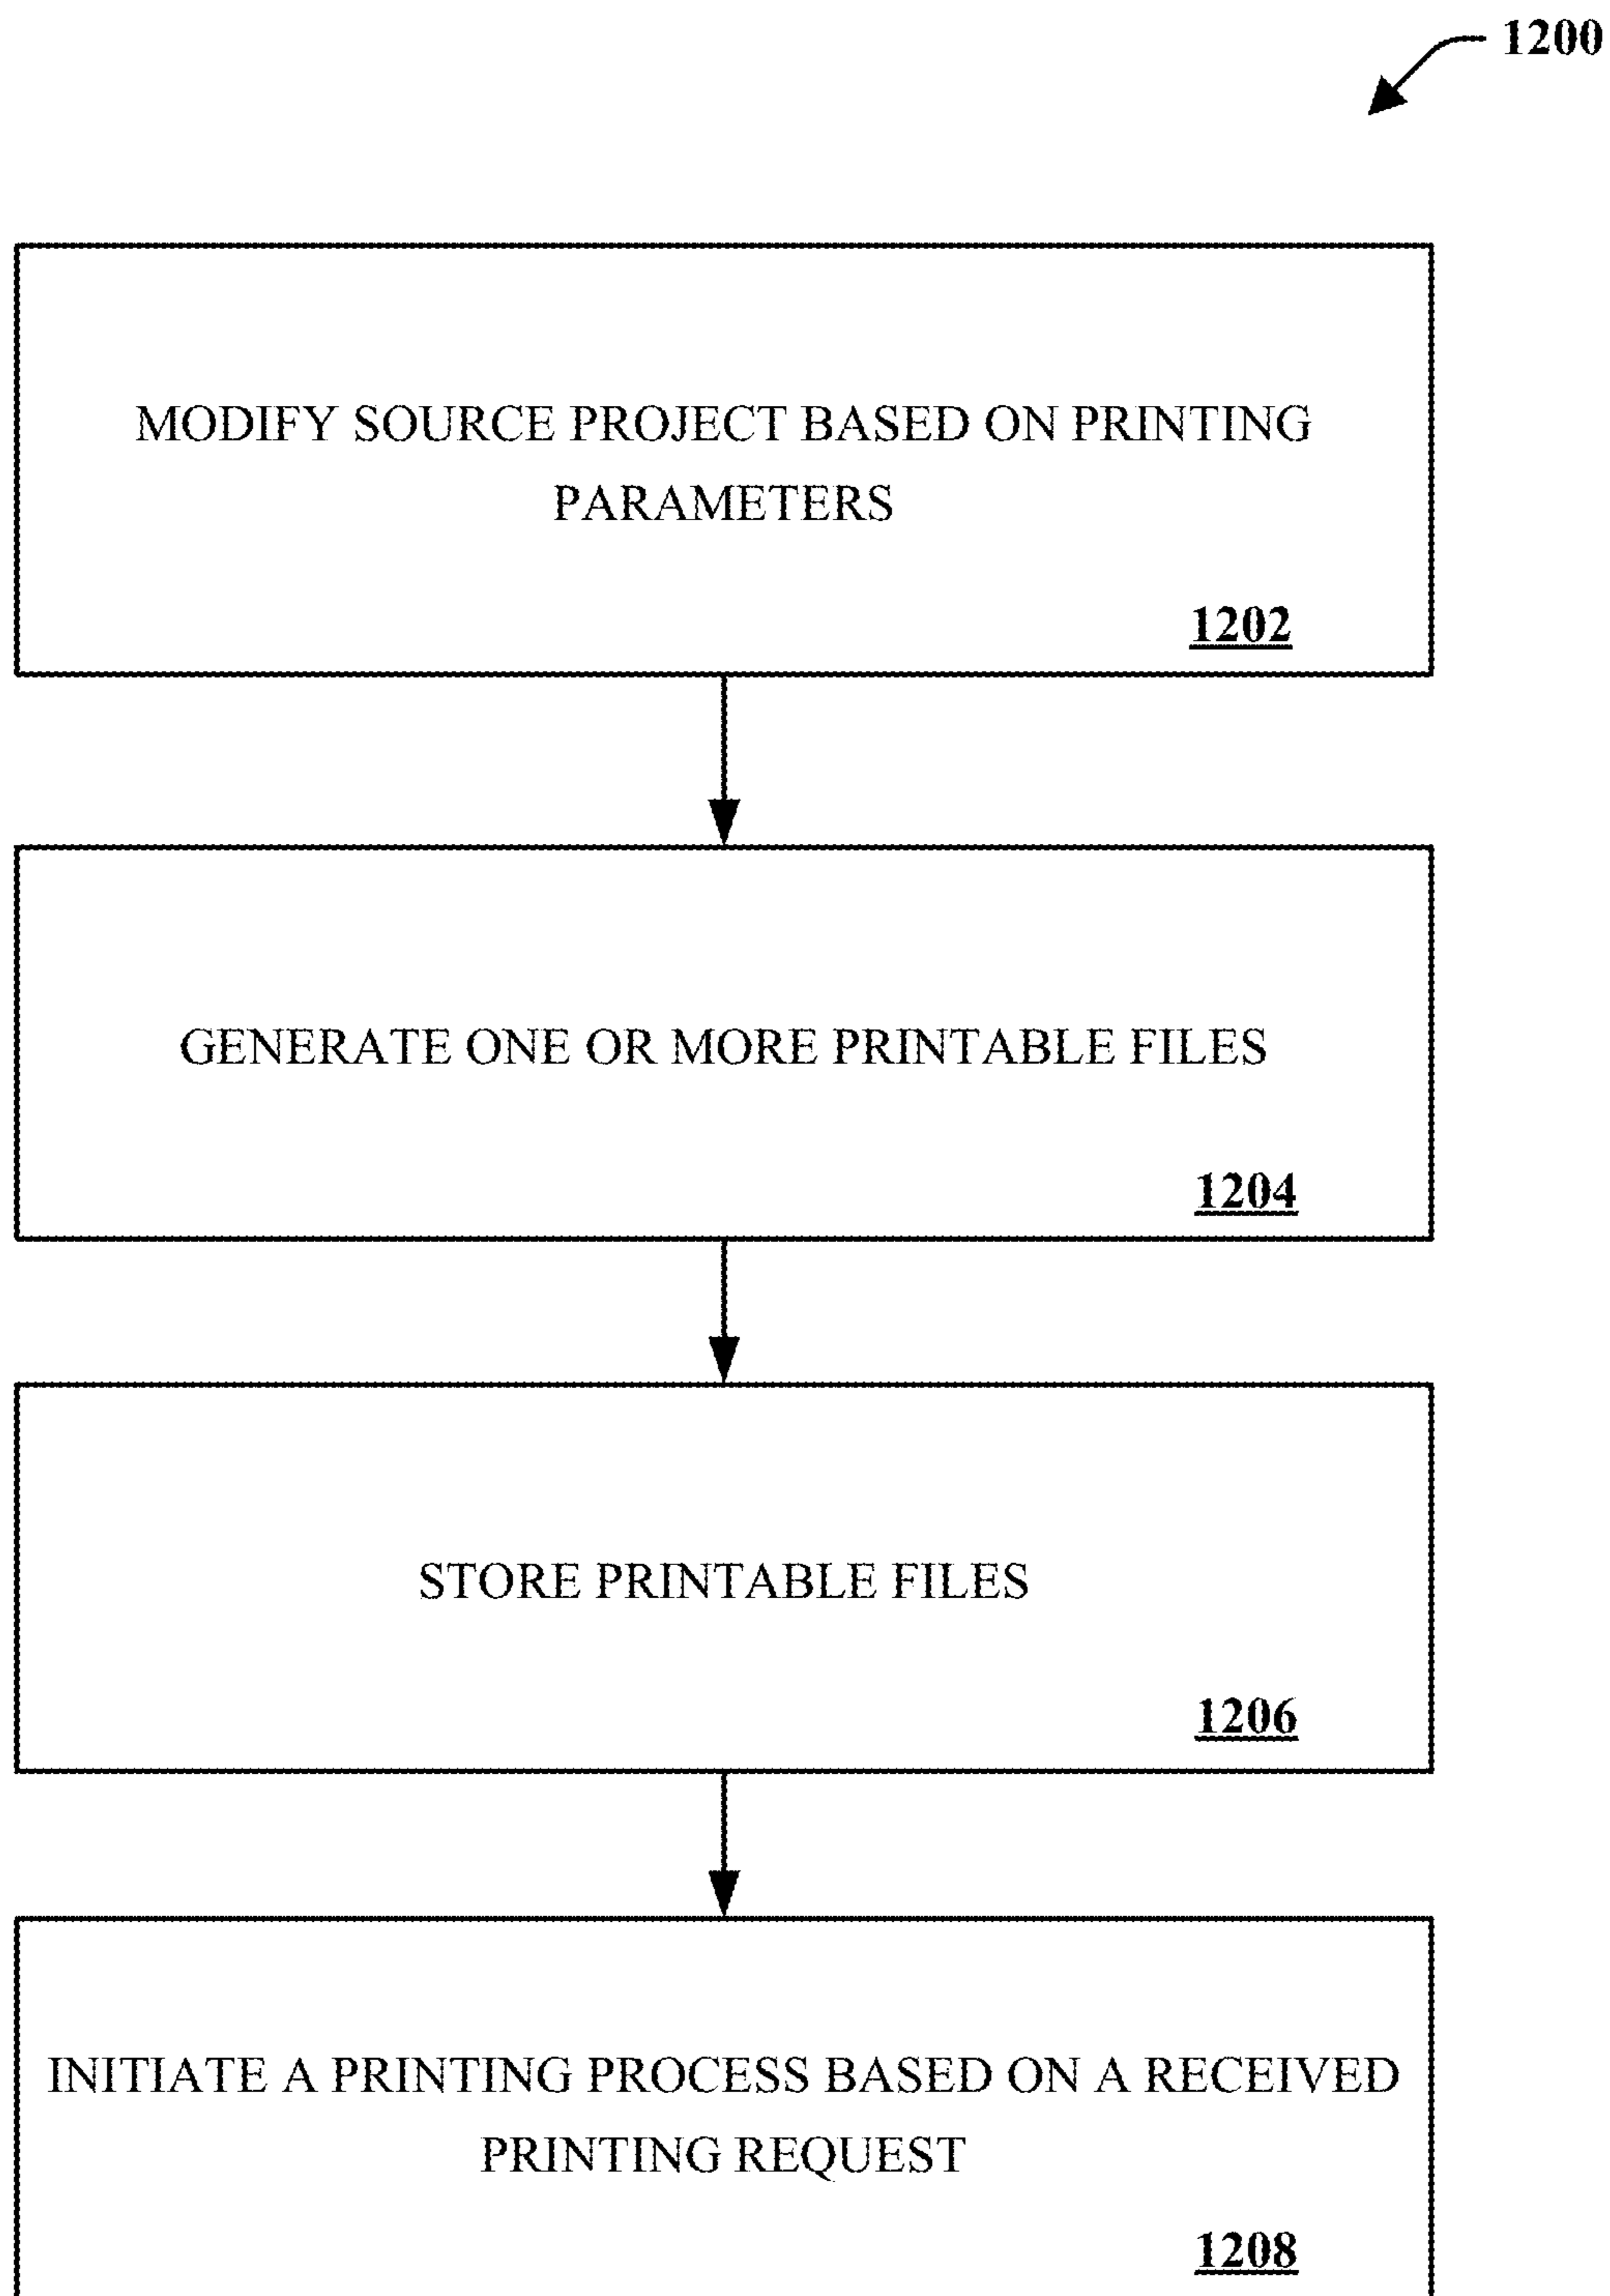 1200
MODIFY SOURCE PROJECT BASED ON PRINTING
PARAMETERS
1202
GENERATE ONE OR MORE PRINTABLE FILES
1204
STORE PRINTABLE FILES
1206
INITIATE A PRINTING PROCESS BASED ON A RECEIVED
PRINTING REQUEST
1208